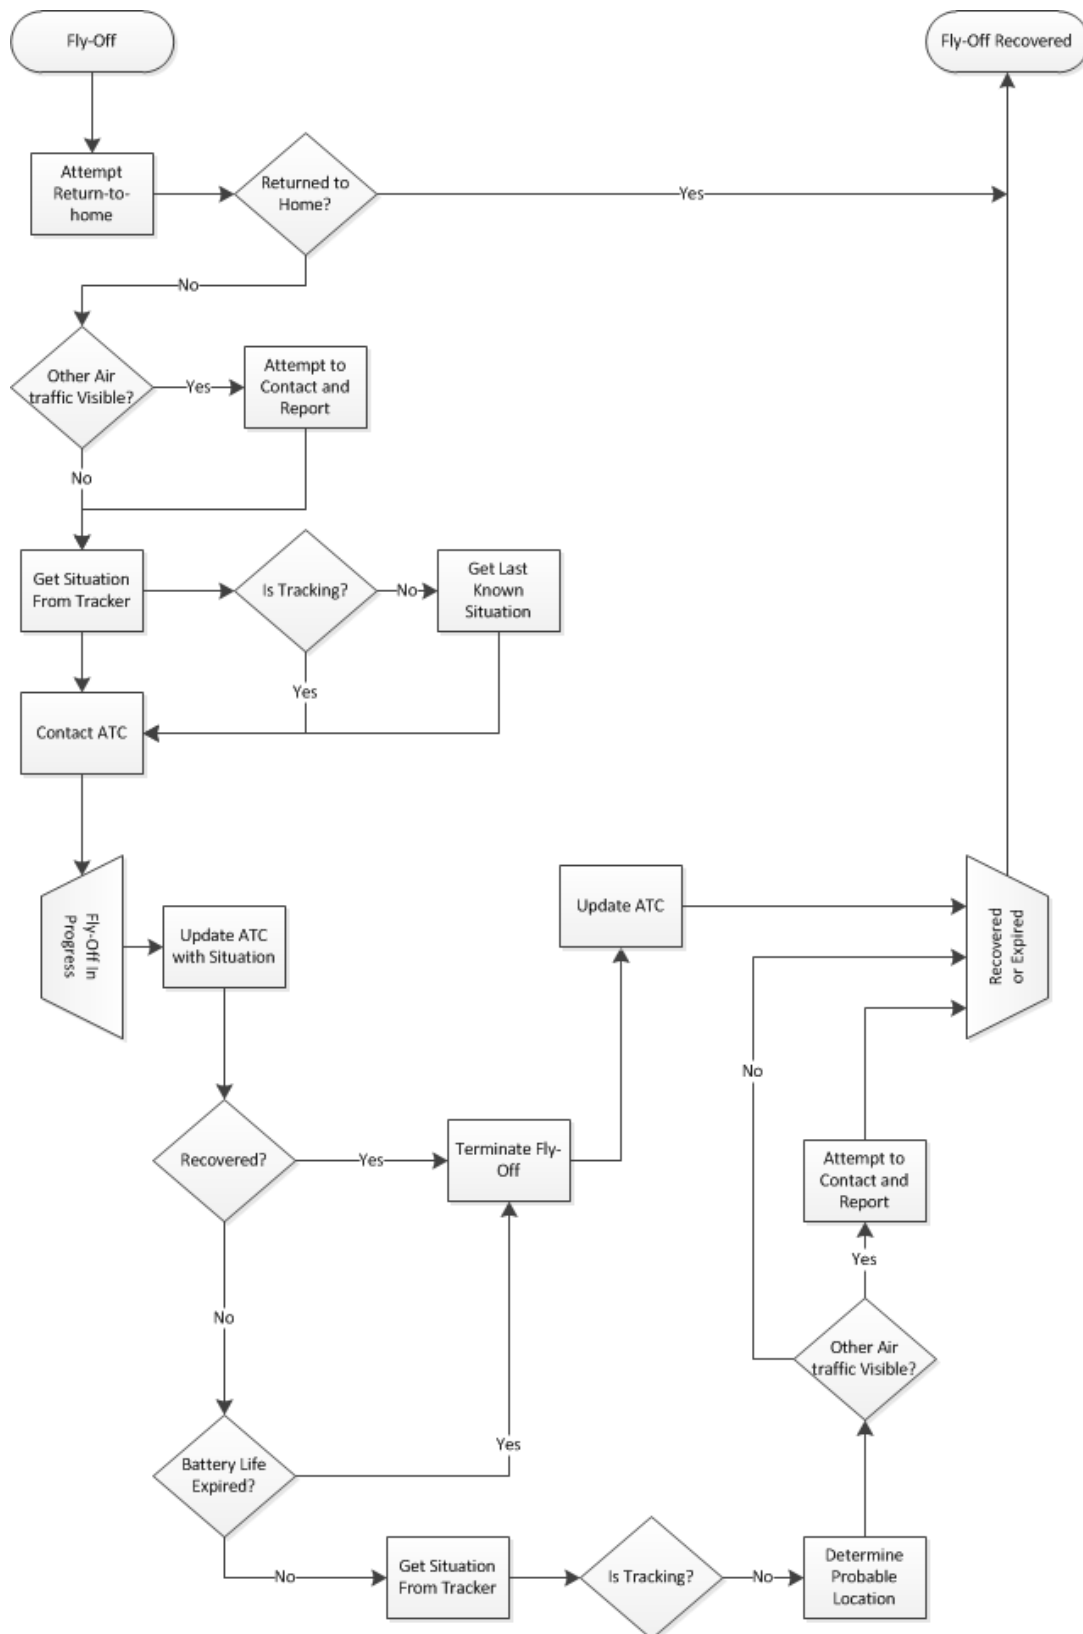 Fly-Off
Fly-Off Recovered
Attempt
Return-to-
home
Returned to
Home?
Yes
No
Other Air
traffic Visible?
Yes
Attempt to
Contact and
Report
No
Get Situation
From Tracker
Is Tracking?
No
Get Last
Known
Situation
Yes
Contact ATC
Fly-Off In
Progress
Update ATC
with Situation
Update ATC
Recovered
or Expired
No
Recovered?
Yes
Terminate Fly-
Off
Attempt to
Contact and
Report
Yes
No
Other Air
traffic Visible?
Battery Life
Expired?
Yes
No
Get Situation
From Tracker
Is Tracking?
No
Determine
Probable
Location